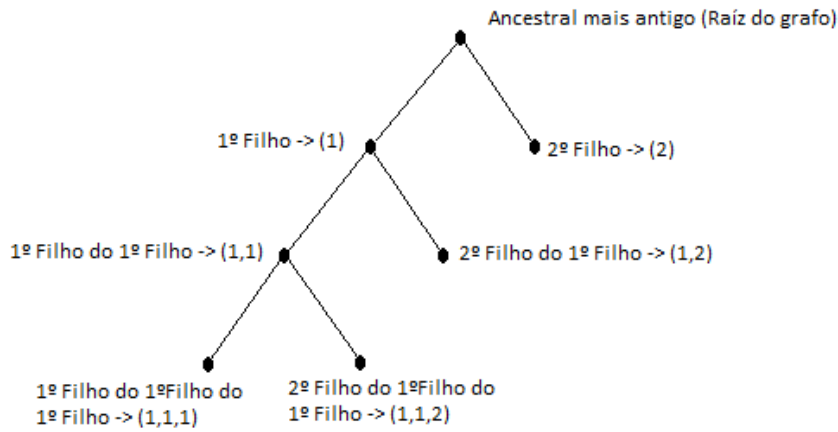 Ancestral mais antigo (Raíz do grafo)
1º Filho -> (1)
2º Filho -> (2)
1º Filho do 1º Filho -> (1,1)
2º Filho do 1º Filho -> (1,2)
1º Filho do 1ºFilho do
1º Filho -> (1,1,1)
2º Filho do 1ºFilho do
1º Filho -> (1,1,2)